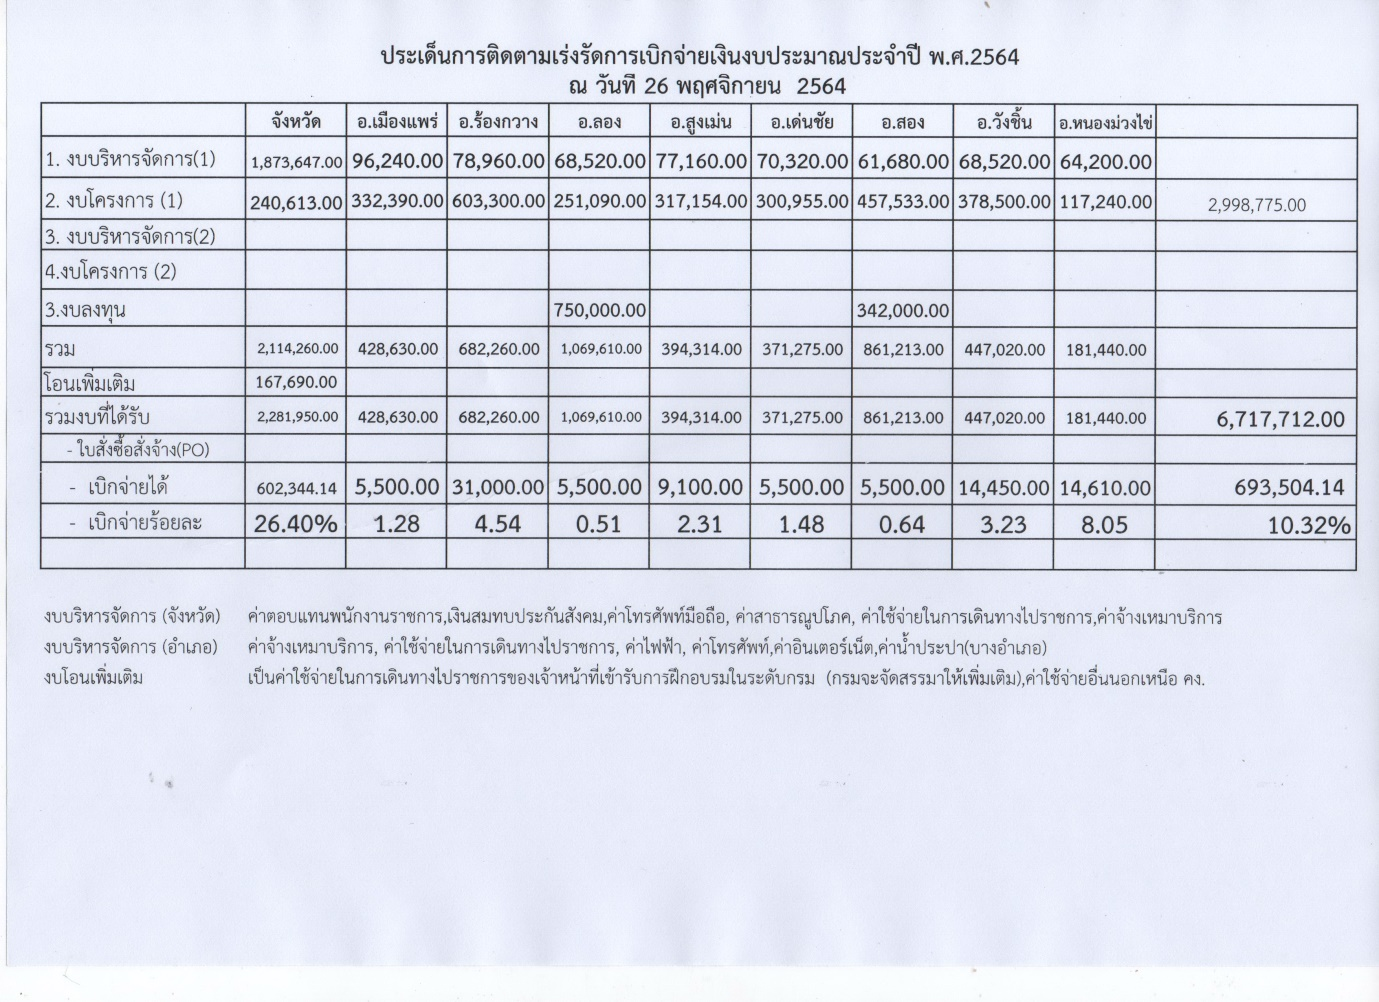 ประเด็นการติดตามเร่งรัดการเบิกจ่ายเงินงบประมาณประจำปี พ.ศ.2564
ณ วันที่ 26 พฤศจิกายน 2564
จังหวัด อ.เมืองแพร่ อ.ร้องกวาง อ.ลอง อ.สูงเม่น อ.เด่นชัย อ.สอง อ.วังชิ้น อ.หนองม่วงไข่
1. งบบริหารจัดการ(1) 1,873,647.00 96,240.00 78,960.00 68,520.00 77,160.00 70,320.00 61,680.00 68,520.00 64,200.00
2. งบโครงการ (1) 240,613.00 332,390.00 603,300.00 251,090.00 317,154.00 300,955.00 457,533.00 378,500.00 117,240.00 2,998,775.00
3. งบบริหารจัดการ(2)
4.งบโครงการ (2)
3.งบลงทุน 750,000.00 342,000.00
รวม 2,114,260.00 428,630.00 682,260.00 1,069,610.00 394,314.00 371,275.00 861,213.00 447,020.00 181,440.00
โอนเพิ่มเติม 167,690.00
รวมงบที่ได้รับ 2,281,950.00 428,630.00 682,260.00 1,069,610.00 394,314.00 371,275.00 861,213.00 447,020.00 181,440.00 6,717,712.00
- ใบสั่งซื้อสั่งจ้าง(PO)
- เบิกจ่ายได้ 602,344.14 5,500.00 31,000.00 5,500.00 9,100.00 5,500.00 5,500.00 14,450.00 14,610.00 693,504.14
- เบิกจ่ายร้อยละ 26.40% 1.28 4.54 0.51 2.31 1.48 0.64 3.23 8.05 10.32%
งบบริหารจัดการ (จังหวัด) ค่าตอบแทนพนักงานราชการ,เงินสมทบประกันสังคม,ค่าโทรศัพท์มือถือ, ค่าสาธารณูปโภค, ค่าใช้จ่ายในการเดินทางไปราชการ,ค่าจ้างเหมาบริการ
งบบริหารจัดการ (อำเภอ) ค่าจ้างเหมาบริการ, ค่าใช้จ่ายในการเดินทางไปราชการ, ค่าไฟฟ้า, ค่าโทรศัพท์,ค่าอินเตอร์เน็ต,ค่าน้ำประปา(บางอำเภอ)
งบโอนเพิ่มเติม เป็นค่าใช้จ่ายในการเดินทางไปราชการของเจ้าหน้าที่เข้ารับการฝึกอบรมในระดับกรม (กรมจะจัดสรรมาให้เพิ่มเติม),ค่าใช้จ่ายอื่นนอกเหนือ คง.